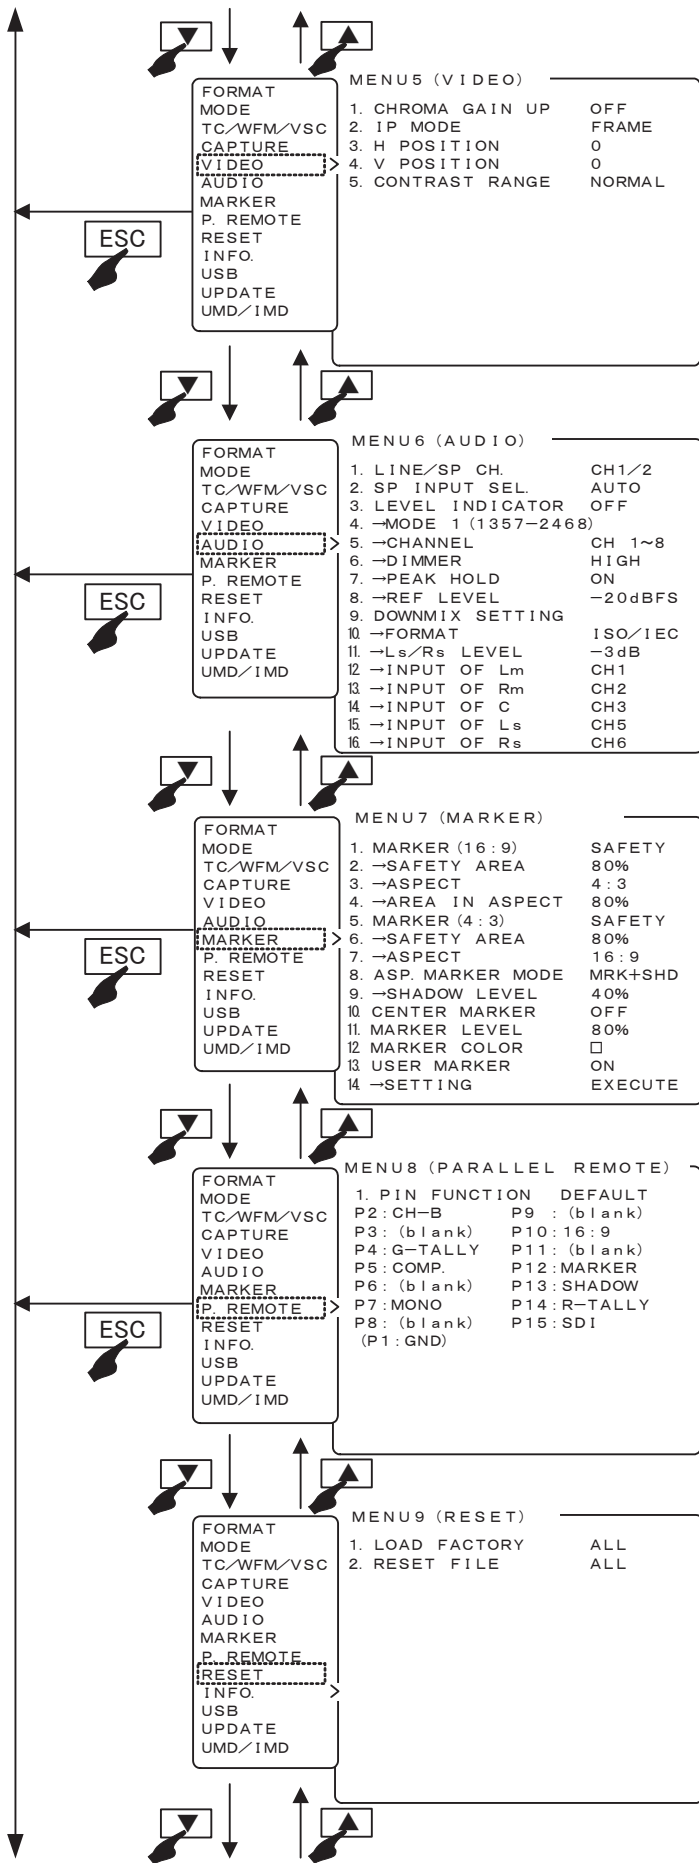 ▼
▲
FORMAT
MODE
TC/WFM/VSC
CAPTURE
VIDEO
AUDIO
MARKER
P. REMOTE
RESET
INFO.
USB
UPDATE
UMD/IMD
>
MENU5 (VIDEO)
1. CHROMA GAIN UP OFF
2. IP MODE FRAME
3. H POSITION 0
4. V POSITION 0
5. CONTRAST RANGE NORMAL
ESC
▼
▲
FORMAT
MODE
TC/WFM/VSC
CAPTURE
VIDEO
AUDIO
MARKER
P. REMOTE
RESET
INFO.
USB
UPDATE
UMD/IMD
>
MENU6 (AUDIO)
1. LINE/SP CH. CH1/2
2. SP INPUT SEL. AUTO
3. LEVEL INDICATOR OFF
4. →MODE 1 (1357-2468)
5. →CHANNEL CH 1~8
6. →DIMMER HIGH
7. →PEAK HOLD ON
8. →REF LEVEL -20dBFS
9. DOWNMIX SETTING
10. →FORMAT ISO/IEC
11. →Ls/Rs LEVEL -3dB
12. →INPUT OF Lm CH1
13. →INPUT OF Rm CH2
14. →INPUT OF C CH3
15. →INPUT OF Ls CH5
16. →INPUT OF Rs CH6
ESC
▼
▲
FORMAT
MODE
TC/WFM/VSC
CAPTURE
VIDEO
AUDIO
MARKER
P. REMOTE
RESET
INFO.
USB
UPDATE
UMD/IMD
>
MENU7 (MARKER)
1. MARKER (16:9) SAFETY
2. →SAFETY AREA 80%
3. →ASPECT 4:3
4. →AREA IN ASPECT 80%
5. MARKER (4:3) SAFETY
6. →SAFETY AREA 80%
7. →ASPECT 16:9
8. ASP. MARKER MODE MRK+SHD
9. →SHADOW LEVEL 40%
10. CENTER MARKER OFF
11. MARKER LEVEL 80%
12. MARKER COLOR □
13. USER MARKER ON
14. →SETTING EXECUTE
ESC
▼
▲
FORMAT
MODE
TC/WFM/VSC
CAPTURE
VIDEO
AUDIO
MARKER
P. REMOTE
RESET
INFO.
USB
UPDATE
UMD/IMD
>
MENU8 (PARALLEL REMOTE)
1. PIN FUNCTION DEFAULT
P2:CH-B P9 :(blank)
P3:(blank) P10:16:9
P4:G-TALLY P11:(blank)
P5:COMP. P12:MARKER
P6:(blank) P13:SHADOW
P7:MONO P14:R-TALLY
P8:(blank) P15:SDI
(P1:GND)
ESC
▼
▲
FORMAT
MODE
TC/WFM/VSC
CAPTURE
VIDEO
AUDIO
MARKER
P. REMOTE
RESET
INFO.
USB
UPDATE
UMD/IMD
>
MENU9 (RESET)
1. LOAD FACTORY ALL
2. RESET FILE ALL
▼
▲